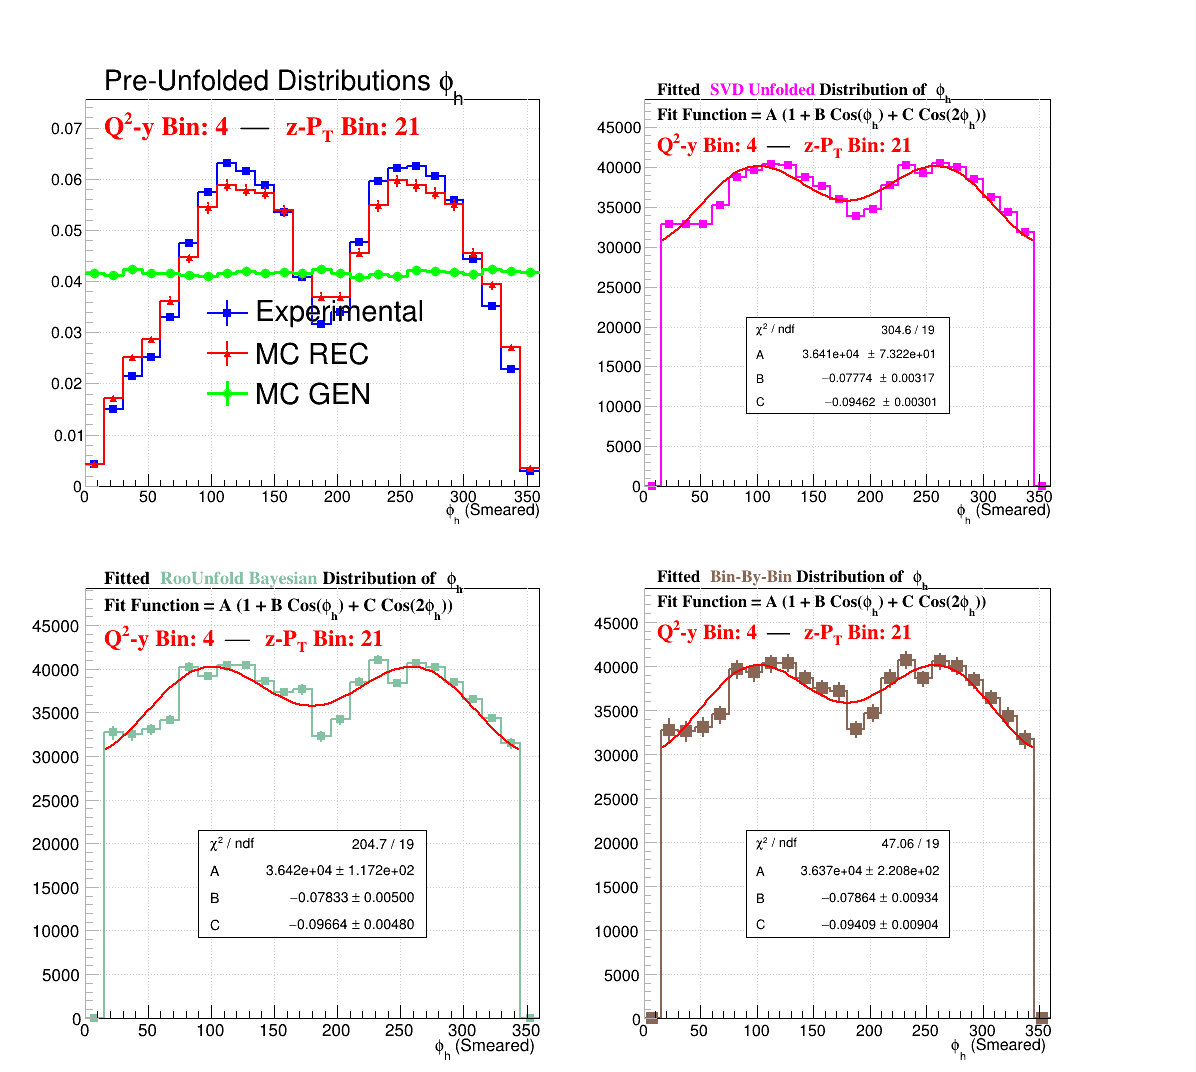 Pre-Unfolded Distributions ϕh
Q²-y Bin: 4 — z-PT Bin: 21
0.07
0.06
0.05
0.04
0.03
0.02
0.01
0
Experimental
MC REC
MC GEN
0 50 100 150 200 250 300 350
ϕh (Smeared)
Fitted SVD Unfolded Distribution of ϕh
Fit Function = A (1 + B Cos(ϕh) + C Cos(2ϕh))
Q²-y Bin: 4 — z-PT Bin: 21
45000
40000
35000
30000
25000
20000
15000
10000
5000
0
χ² / ndf 304.6 / 19
A 3.641e+04 ± 7.322e+01
B −0.07774 ± 0.00317
C −0.09462 ± 0.00301
0 50 100 150 200 250 300 350
ϕh (Smeared)
Fitted RooUnfold Bayesian Distribution of ϕh
Fit Function = A (1 + B Cos(ϕh) + C Cos(2ϕh))
Q²-y Bin: 4 — z-PT Bin: 21
45000
40000
35000
30000
25000
20000
15000
10000
5000
0
χ² / ndf 204.7 / 19
A 3.642e+04 ± 1.172e+02
B −0.07833 ± 0.00500
C −0.09664 ± 0.00480
0 50 100 150 200 250 300 350
ϕh (Smeared)
Fitted Bin-By-Bin Distribution of ϕh
Fit Function = A (1 + B Cos(ϕh) + C Cos(2ϕh))
Q²-y Bin: 4 — z-PT Bin: 21
45000
40000
35000
30000
25000
20000
15000
10000
5000
0
χ² / ndf 47.06 / 19
A 3.637e+04 ± 2.208e+02
B −0.07864 ± 0.00934
C −0.09409 ± 0.00904
0 50 100 150 200 250 300 350
ϕh (Smeared)